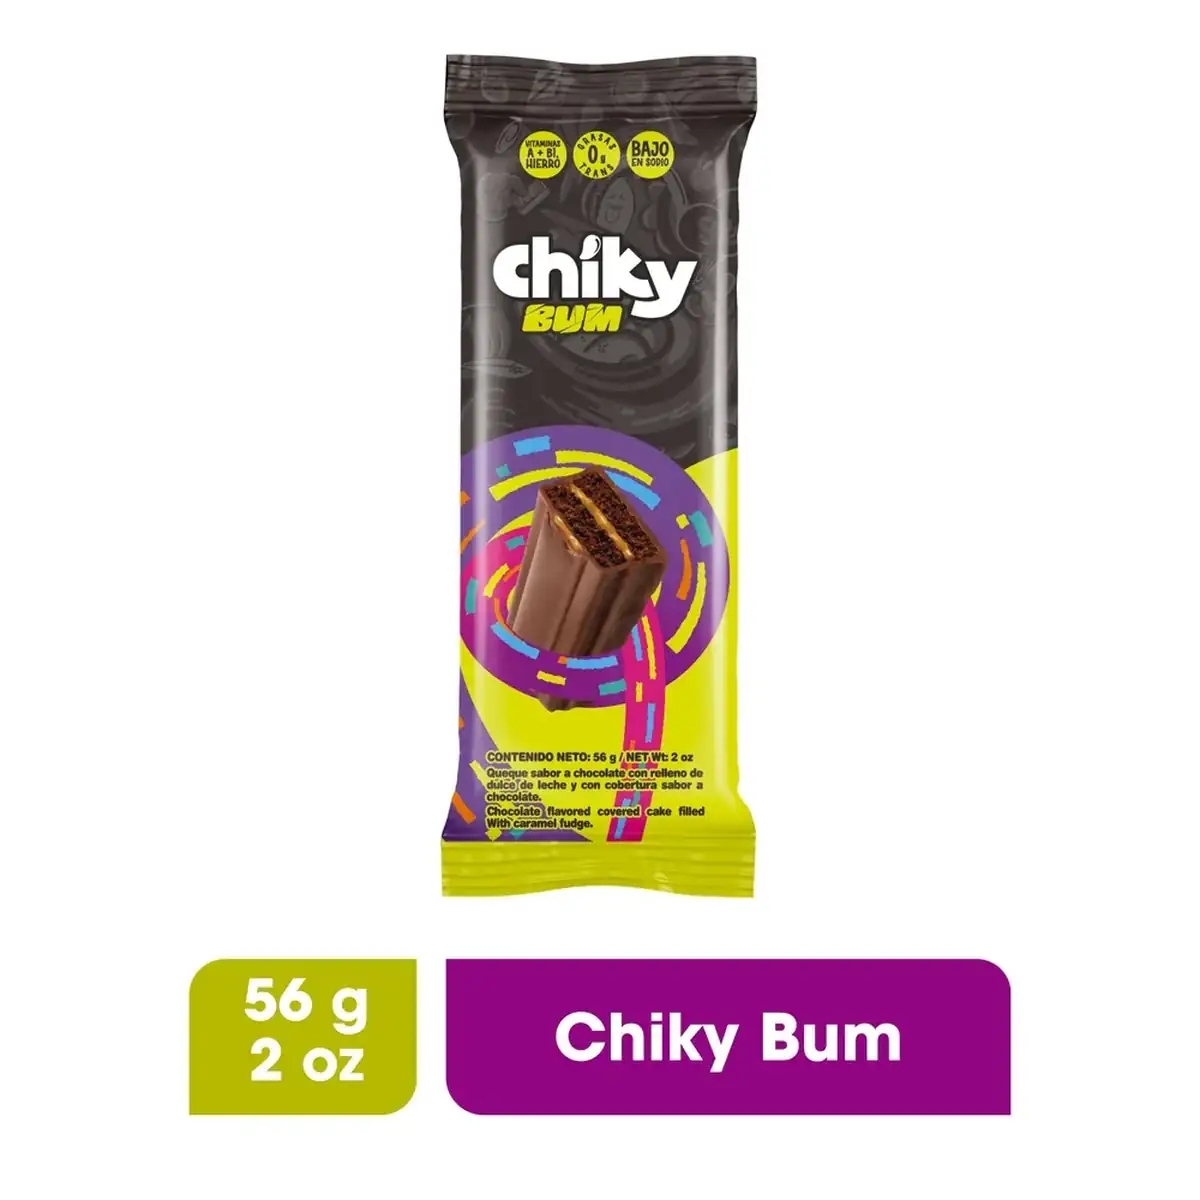 VITAMINAS
A + B1,
HIERRO
GRASAS
0g
TRANS
BAJO
EN SODIO
chiky
BUM
CONTENIDO NETO: 56 g / NET Wt: 2 oz
Queque sabor a chocolate con relleno de
dulce de leche y con cobertura sabor a
chocolate.
Chocolate flavored covered cake filled
With caramel fudge.
56 g
2 oz
Chiky Bum